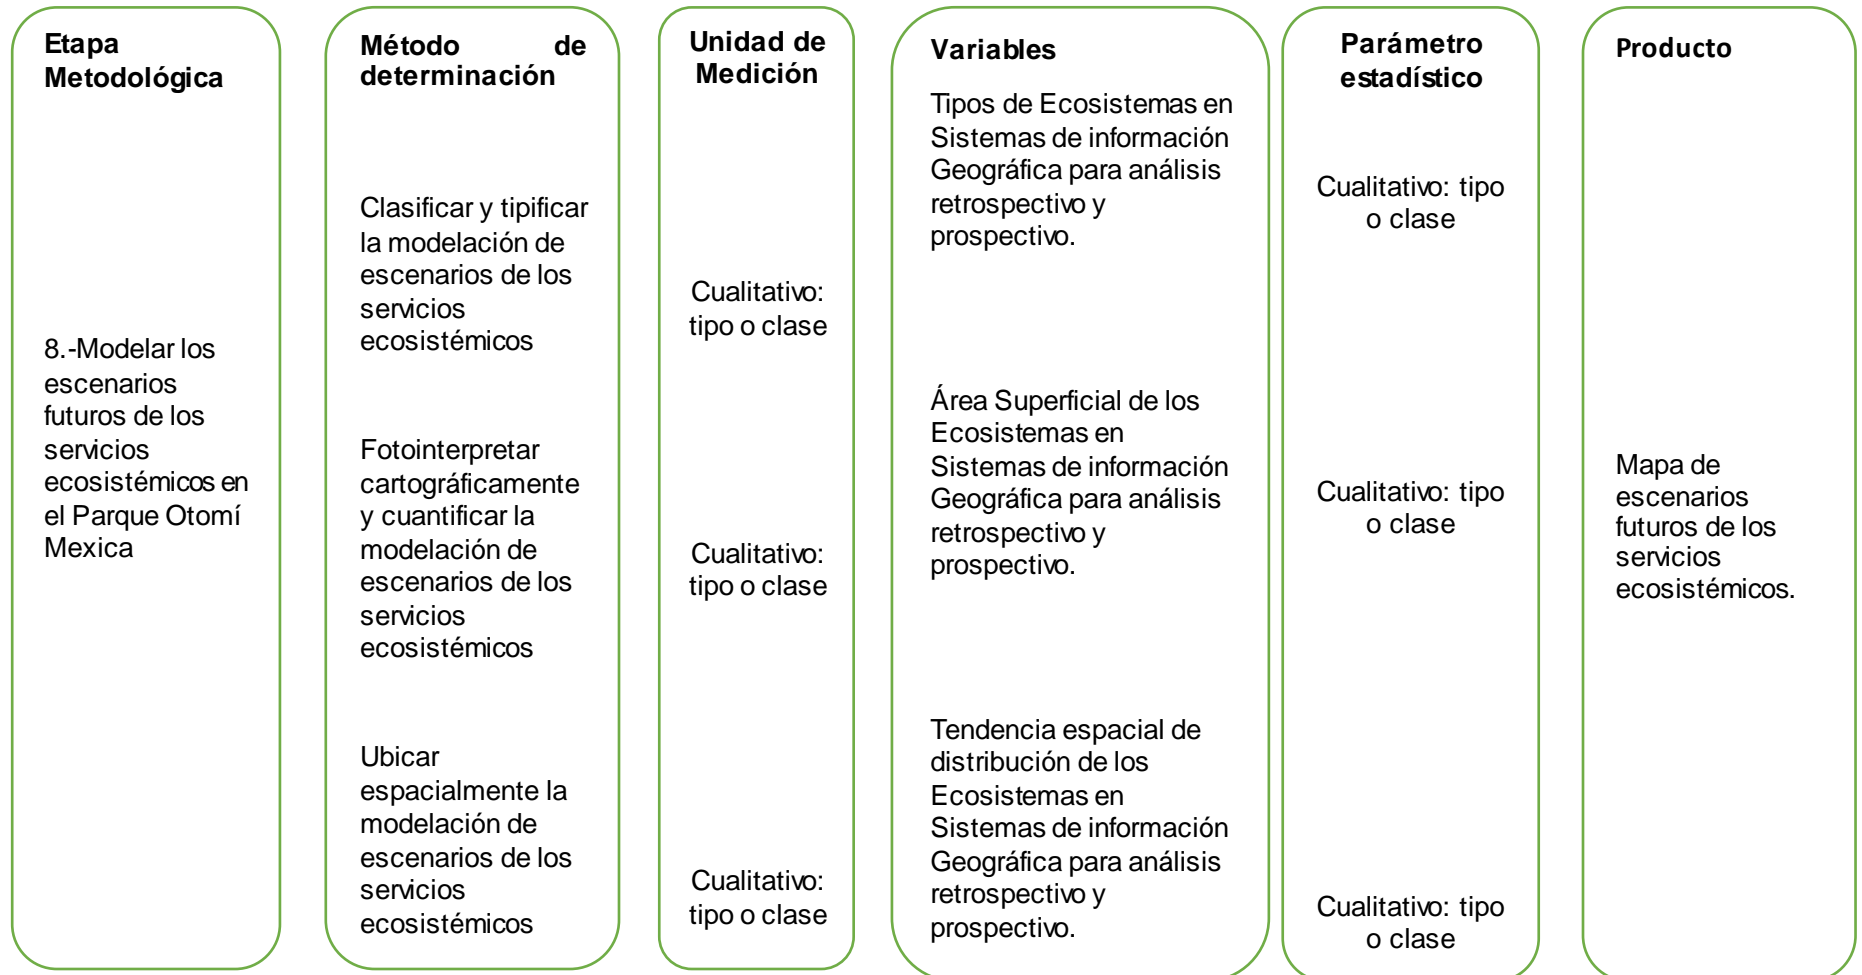 Etapa
Metodológica
8.-Modelar los
escenarios
futuros de los
servicios
ecosistémicos en
el Parque Otomí
Mexica
Método de
determinación
Clasificar y tipificar
la modelación de
escenarios de los
servicios
ecosistémicos
Fotointerpretar
cartográficamente
y cuantificar la
modelación de
escenarios de los
servicios
ecosistémicos
Ubicar
espacialmente la
modelación de
escenarios de los
servicios
ecosistémicos
Unidad de
Medición
Cualitativo:
tipo o clase
Cualitativo:
tipo o clase
Cualitativo:
tipo o clase
Variables
Tipos de Ecosistemas en
Sistemas de información
Geográfica para análisis
retrospectivo y
prospectivo.
Área Superficial de los
Ecosistemas en
Sistemas de información
Geográfica para análisis
retrospectivo y
prospectivo.
Tendencia espacial de
distribución de los
Ecosistemas en
Sistemas de información
Geográfica para análisis
retrospectivo y
prospectivo.
Parámetro
estadístico
Cualitativo: tipo
o clase
Cualitativo: tipo
o clase
Cualitativo: tipo
o clase
Producto
Mapa de
escenarios
futuros de los
servicios
ecosistémicos.